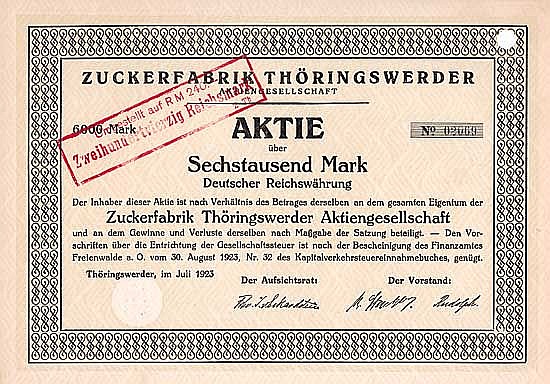 ZUCKERFABRIK THÖRINGSWERDER
AKTIENGESELLSCHAFT
gestellt auf RM 240.
Zweihundertvierzig Reichsmark
6000 Mark
AKTIE
No 02069
über
Sechstausend Mark
Deutscher Reichswährung
Der Inhaber dieser Aktie ist nach Verhältnis des Betrages derselben an dem gesamten Eigentum der
Zuckerfabrik Thöringswerder Aktiengesellschaft
und an dem Gewinne und Verluste derselben nach Maßgabe der Satzung beteiligt. — Den Vor-
schriften über die Entrichtung der Gesellschaftssteuer ist nach der Bescheinigung des Finanzamtes
Freienwalde a. O. vom 30. August 1923, Nr. 32 des Kapitalverkehrsteuereinnahmebuches, genügt.
Thöringswerder, im Juli 1923
Der Aufsichtsrat:
Der Vorstand:
Rudolph